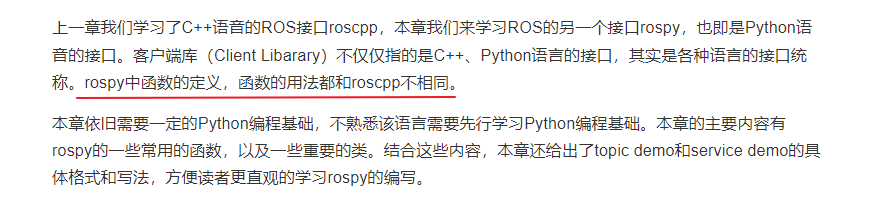 上一章我们学习了C++语音的ROS接口roscpp，本章我们来学习ROS的另一个接口rospy，也即是Python语
音的接口。客户端库（Client Libarary）不仅仅指的是C++、Python语言的接口，其实是各种语言的接口统
称。rospy中函数的定义，函数的用法都和roscpp不相同。
本章依旧需要一定的Python编程基础，不熟悉该语言需要先行学习Python编程基础。本章的主要内容有
rospy的一些常用的函数，以及一些重要的类。结合这些内容，本章还给出了topic demo和service demo的具
体格式和写法，方便读者更直观的学习rospy的编写。